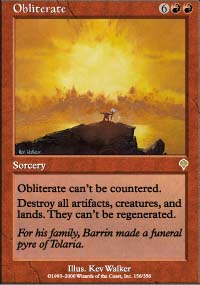 Obliterate 6
Ken Walker
Sorcery
Obliterate can't be countered.
Destroy all artifacts, creatures, and
lands. They can't be regenerated.
For his family, Barrin made a funeral
pyre of Tolaria.
Illus. Kev Walker
©1993-2000 Wizards of the Coast, Inc. 156/350